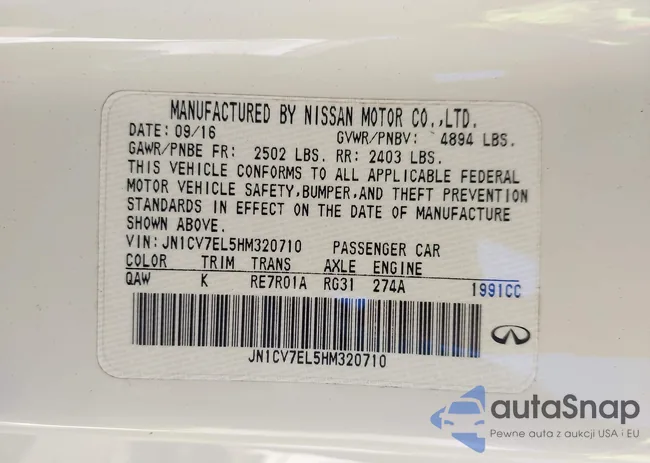 MANUFACTURED BY NISSAN MOTOR CO.,LTD.
DATE: 09/16 GVWR/PNBV: 4894 LBS.
GAWR/PNBE FR: 2502 LBS. RR: 2403 LBS.
THIS VEHICLE CONFORMS TO ALL APPLICABLE FEDERAL
MOTOR VEHICLE SAFETY,BUMPER,AND THEFT PREVENTION
STANDARDS IN EFFECT ON THE DATE OF MANUFACTURE
SHOWN ABOVE.
VIN: JN1CV7EL5HM320710 PASSENGER CAR
COLOR TRIM TRANS AXLE ENGINE
QAW K RE7R01A RG31 274A 1991CC
JN1CV7EL5HM320710
autaSnap
Pewne auta z aukcji USA i EU